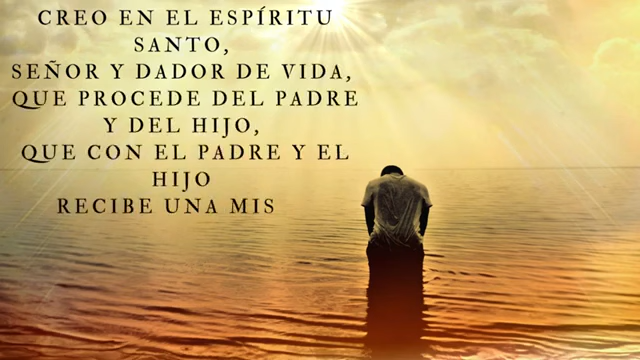 CREO EN EL ESPÍRITU
SANTO,
SEÑOR Y DADOR DE VIDA,
QUE PROCEDE DEL PADRE
Y DEL HIJO,
QUE CON EL PADRE Y EL
HIJO
RECIBE UNA MIS